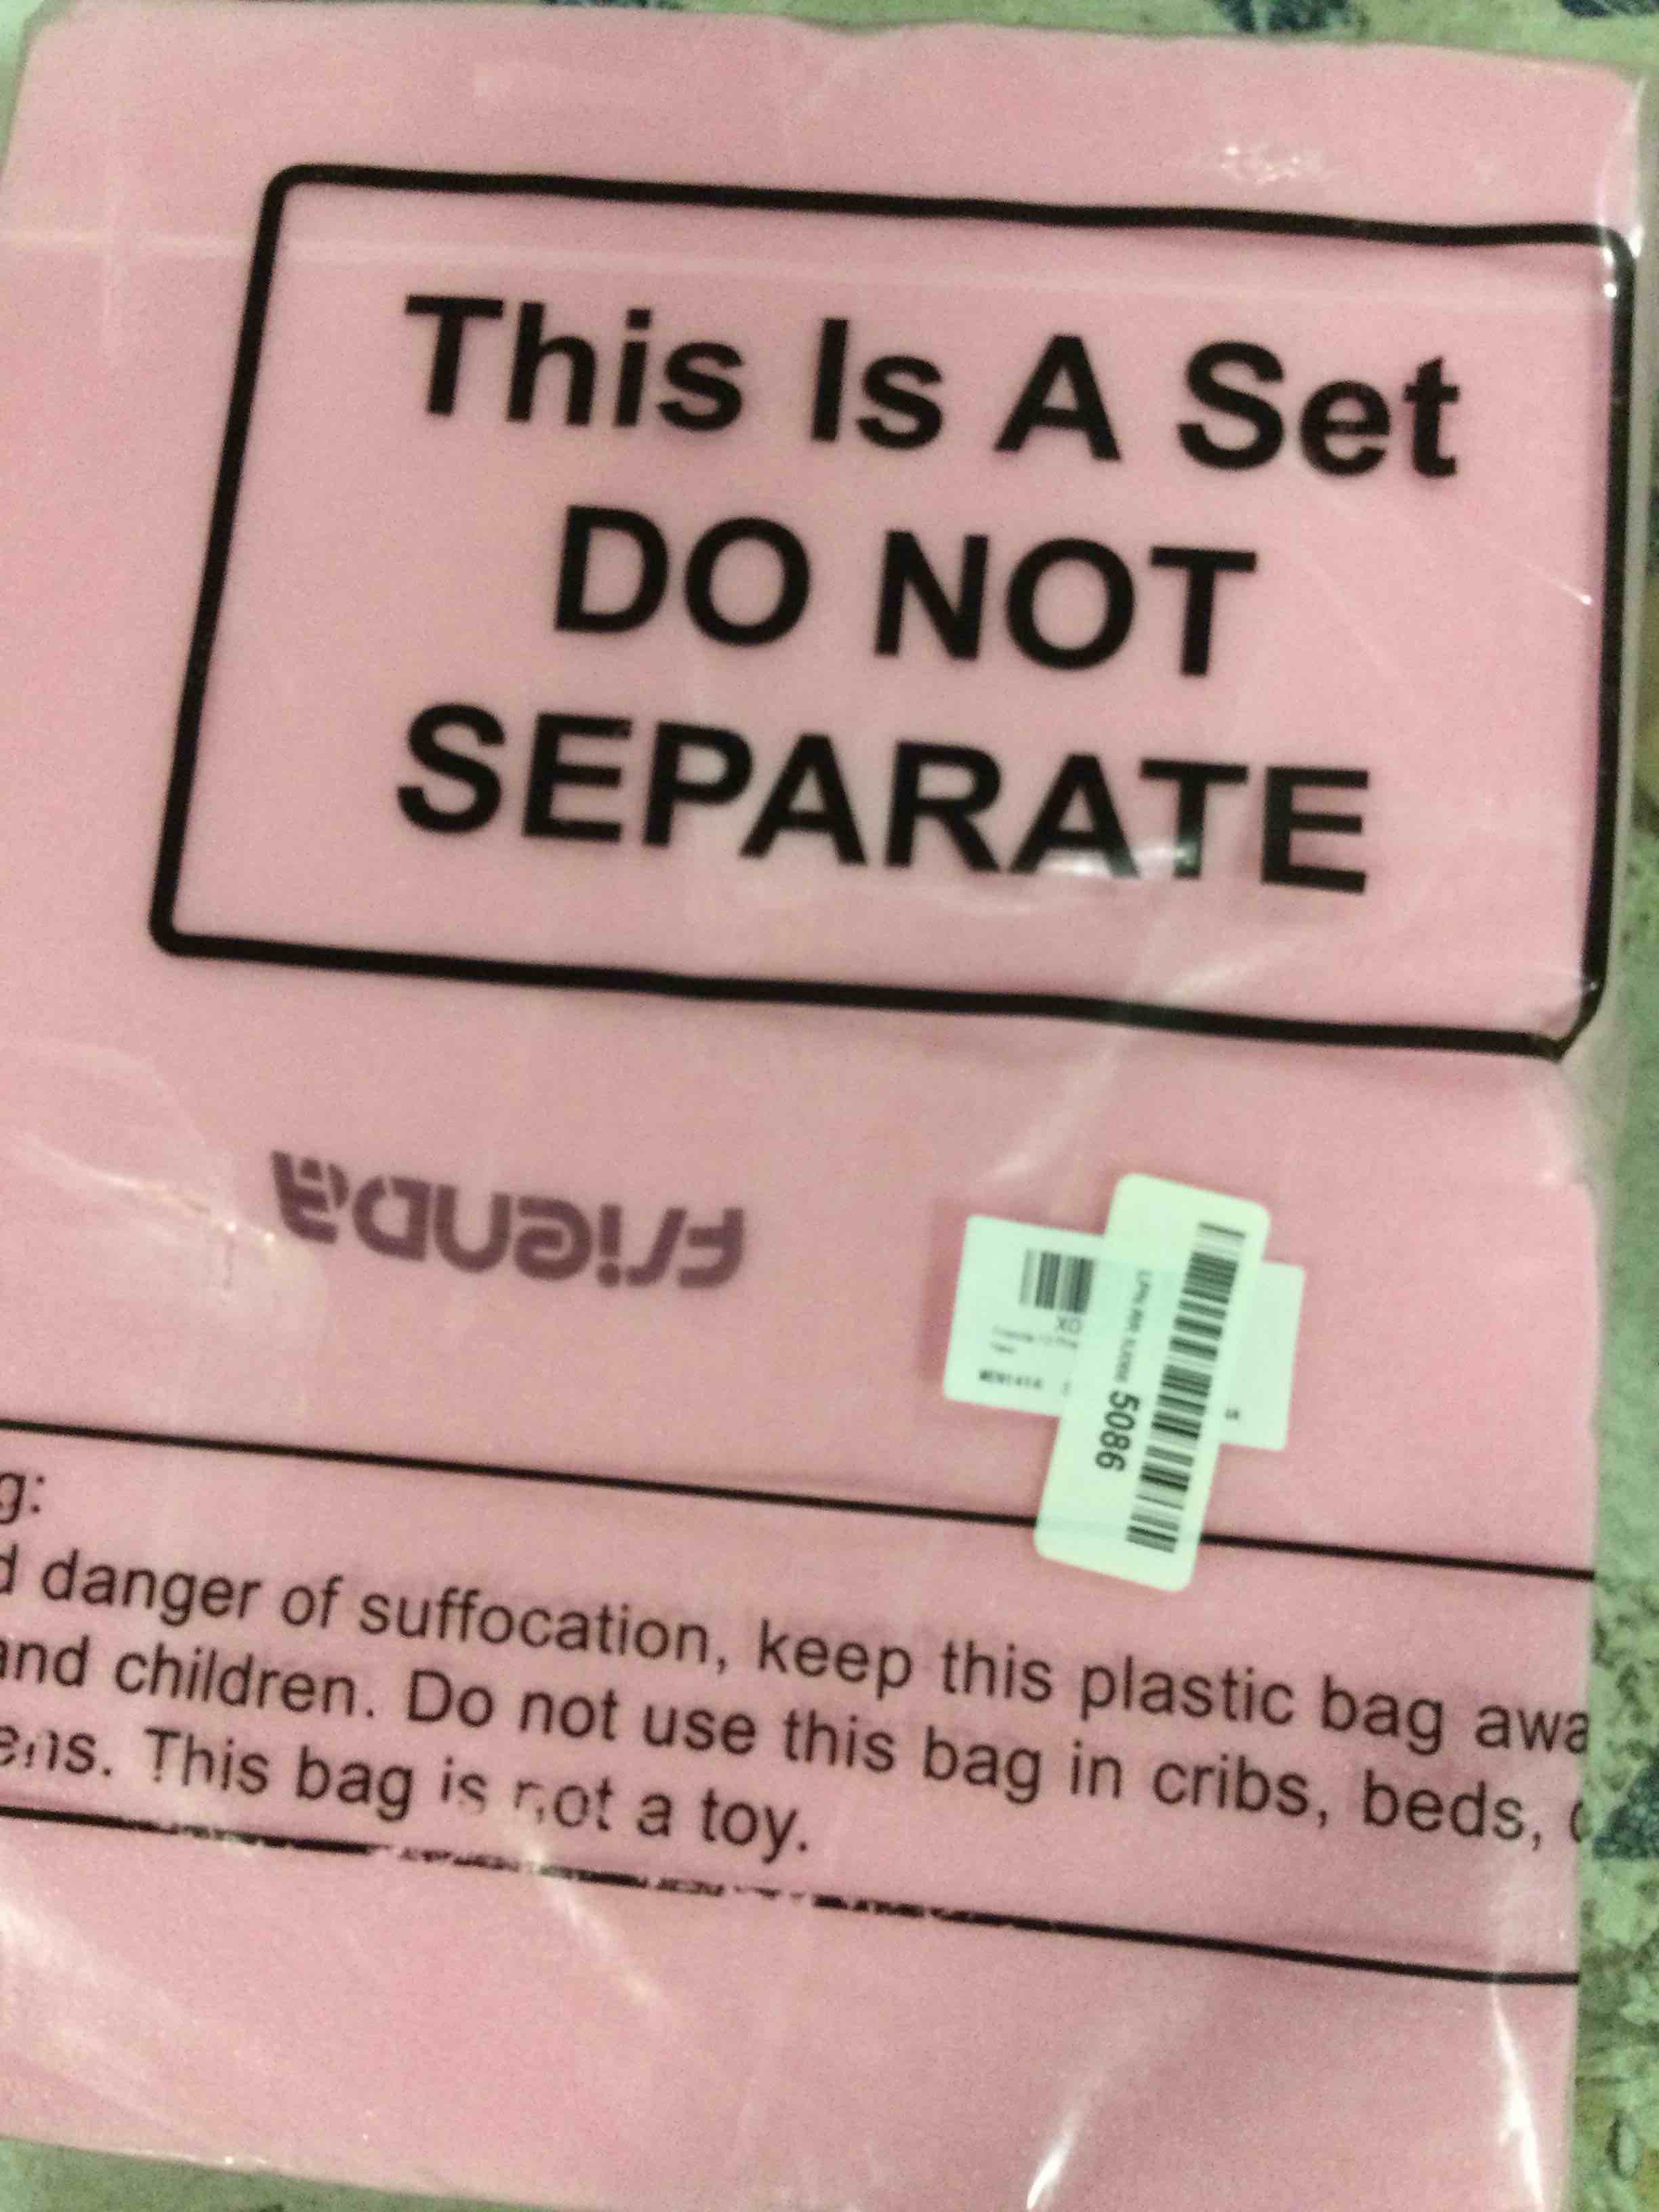 This Is A Set
DO NOT
SEPARATE
Frienda
5086
g:
danger of suffocation, keep this plastic bag awa
and children. Do not use this bag in cribs, beds,
This bag is not a toy.